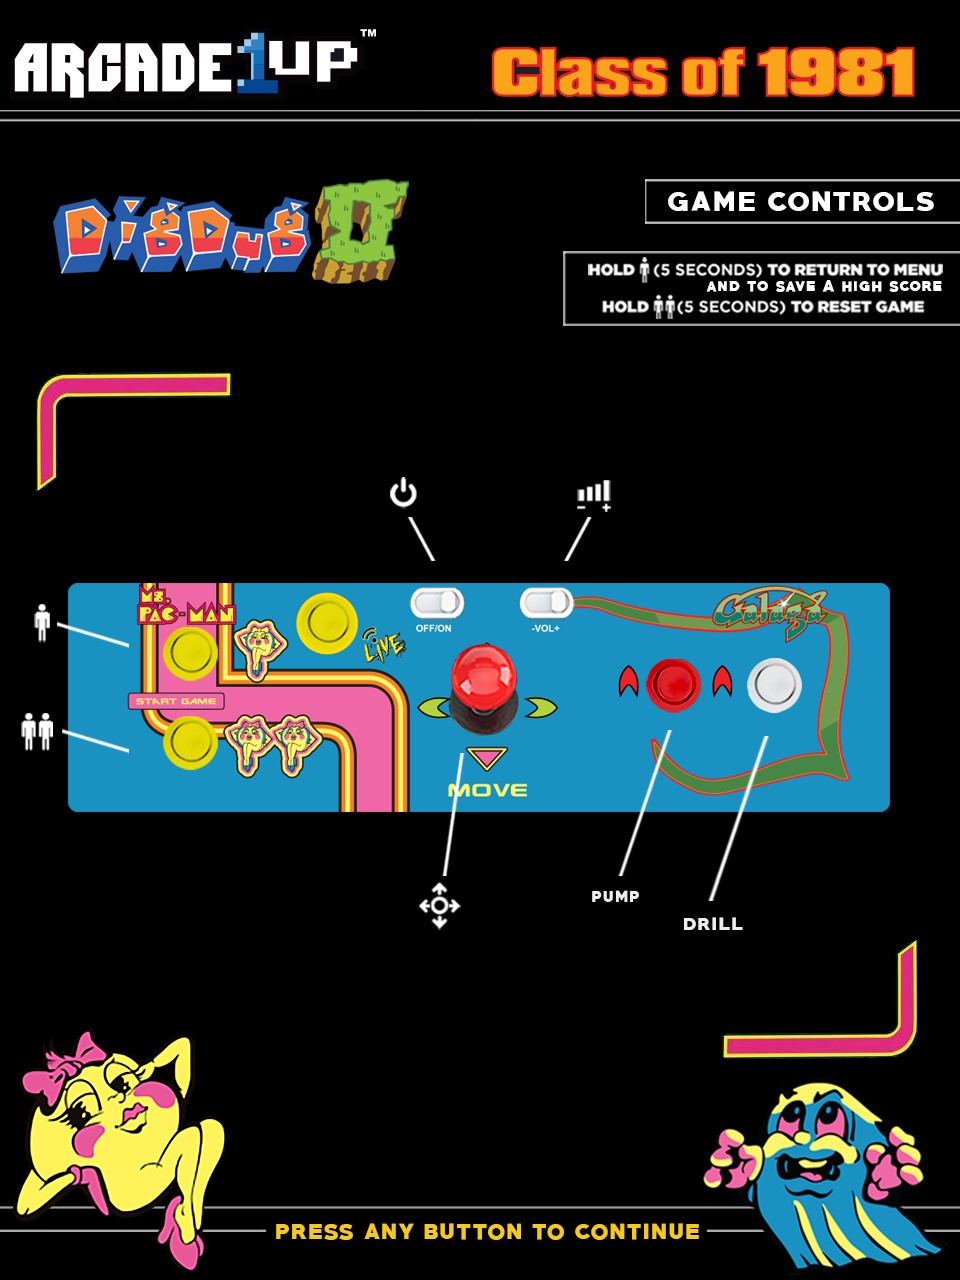 ARCADE1UP™
Class of 1981
DigDug II
GAME CONTROLS
HOLD (5 SECONDS) TO RETURN TO MENU
AND TO SAVE A HIGH SCORE
HOLD (5 SECONDS) TO RESET GAME
- +
Ms.
PAC-MAN
Galaga
OFF/ON
-VOL+
LIVE
START GAME
MOVE
PUMP
DRILL
PRESS ANY BUTTON TO CONTINUE